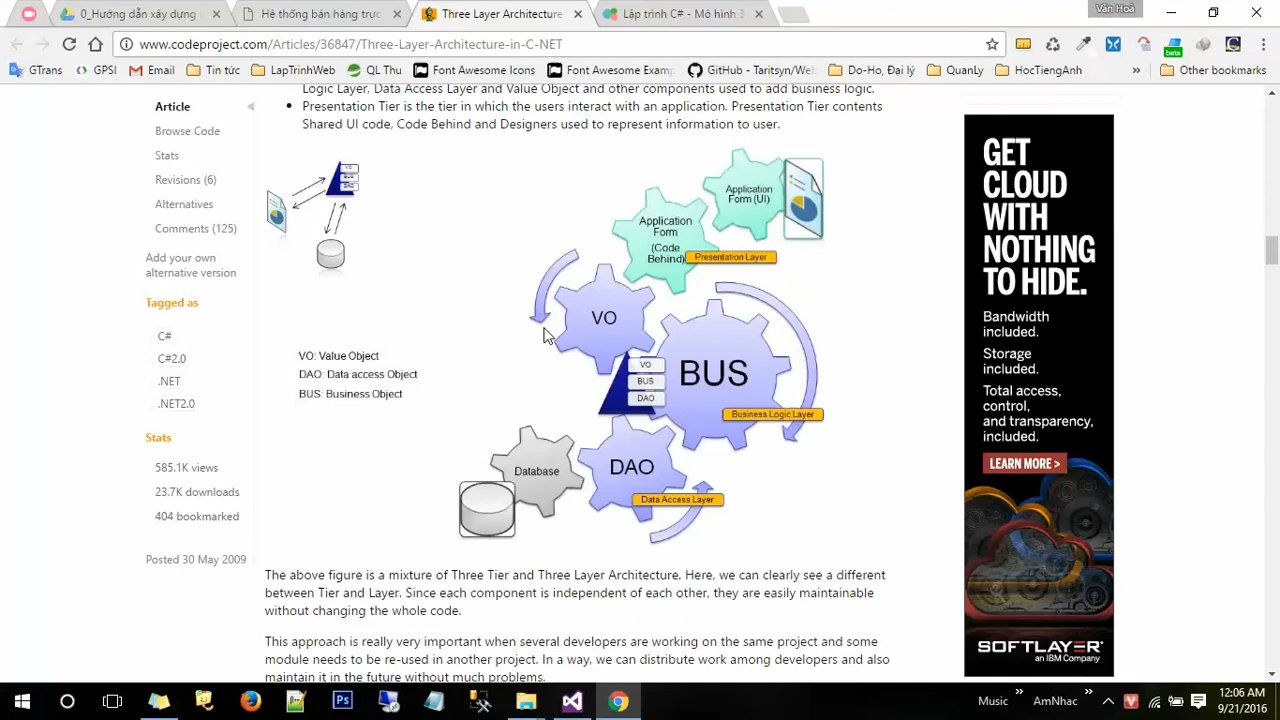 Văn Hoà
0_Hướng dẫn xây dựng
Hệ thống bán hàng trực
Three Layer Architecture
Lập trình C# - Mô hình 3
www.codeproject.com/Articles/36847/Three-Layer-Architecture-in-C-NET
beta
GTrans
GPSI
Email
Tin tức
LapTrinhWeb
QL Thu
Font Awesome Icons
Font Awesome Examp
GitHub - Taritsyn/Web
Do-Ho, Đại lý
QuanLy
HocTiengAnh
»
Other bookmarks
Article
Browse Code
Stats
Revisions (6)
Alternatives
Comments (125)
Add your own
alternative version
Tagged as
C#
C#2.0
.NET
.NET2.0
Stats
585.1K views
23.7K downloads
404 bookmarked
Posted 30 May 2009
Logic Layer, Data Access Layer and Value Object and other components used to add business logic.
• Presentation Tier is the tier in which the users interact with an application. Presentation Tier contents
Shared UI code, Code Behind and Designers used to represent information to user.
VO
BUS
DAO
Application
Form (UI)
Application
Form
(Code
Behind)
Presentation Layer
VO
BUS
VO
BUS
DAO
Business Logic Layer
VO: Value Object
DAO: Data access Object
BUS: Business Object
Database
DAO
Data Access Layer
The above figure is a mixture of Three Tier and Three Layer Architecture. Here, we can clearly see a different
between Tier and Layer. Since each component is independent of each other, they are easily maintainable
without changing the whole code.
This approach is really very important when several developers are working on the same project and some
module needs to be re-used in another project. In a way, we can distribute work among developers and also
maintain it in the future without much problems.
GET
CLOUD
WITH
NOTHING
TO HIDE.
Bandwidth
included.
Storage
included.
Total access,
control,
and transparency,
included.
LEARN MORE >
SOFTLAYER
an IBM Company
Music
»
AmNhac
»
12:06 AM
9/21/2016